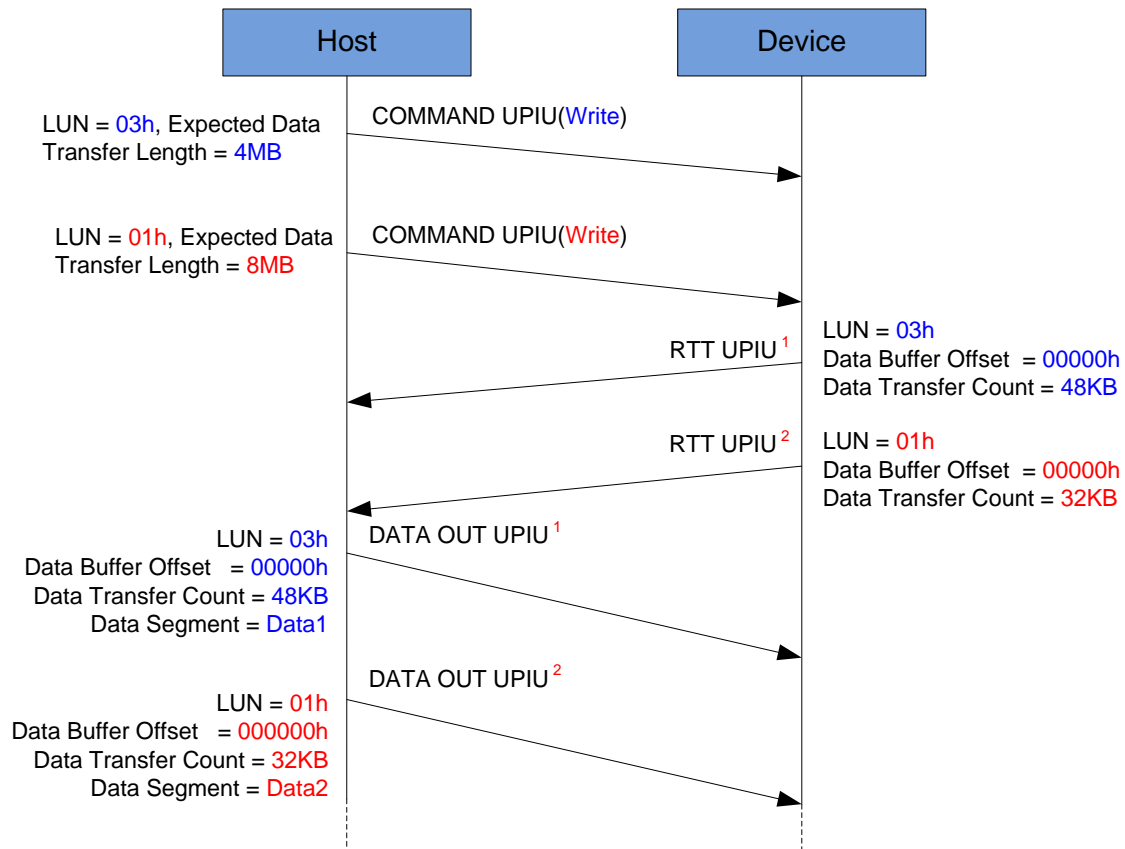 Host
Device
COMMAND UPIU(Write)
LUN = 03h, Expected Data
Transfer Length = 4MB
COMMAND UPIU(Write)
LUN = 01h, Expected Data
Transfer Length = 8MB
RTT UPIU 1
LUN = 03h
Data Buffer Offset = 00000h
Data Transfer Count = 48KB
RTT UPIU 2
LUN = 01h
Data Buffer Offset = 00000h
Data Transfer Count = 32KB
DATA OUT UPIU 1
LUN = 03h
Data Buffer Offset = 00000h
Data Transfer Count = 48KB
Data Segment = Data1
DATA OUT UPIU 2
LUN = 01h
Data Buffer Offset = 000000h
Data Transfer Count = 32KB
Data Segment = Data2